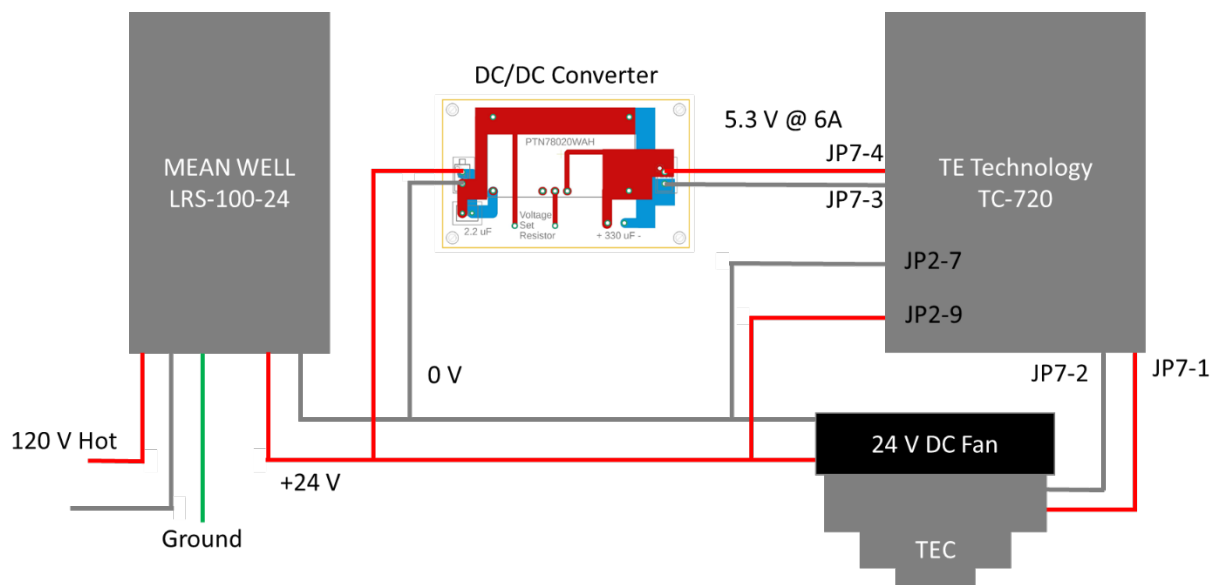 DC/DC Converter
MEAN WELL
LRS-100-24
PTN78020WAH
2.2 uF
Voltage
Set
Resistor
+ 330 uF -
5.3 V @ 6A
JP7-4
JP7-3
TE Technology
TC-720
JP2-7
JP2-9
JP7-2
JP7-1
0 V
120 V Hot
+24 V
Ground
24 V DC Fan
TEC